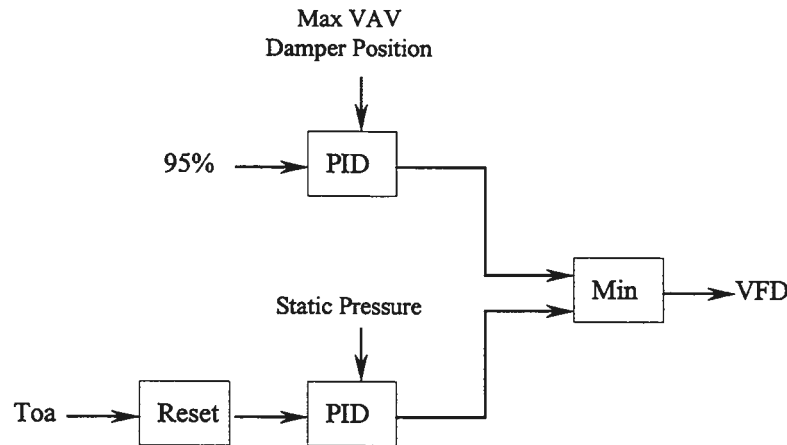 Max VAV
Damper Position
95%
PID
Min
VFD
Static Pressure
Toa
Reset
PID